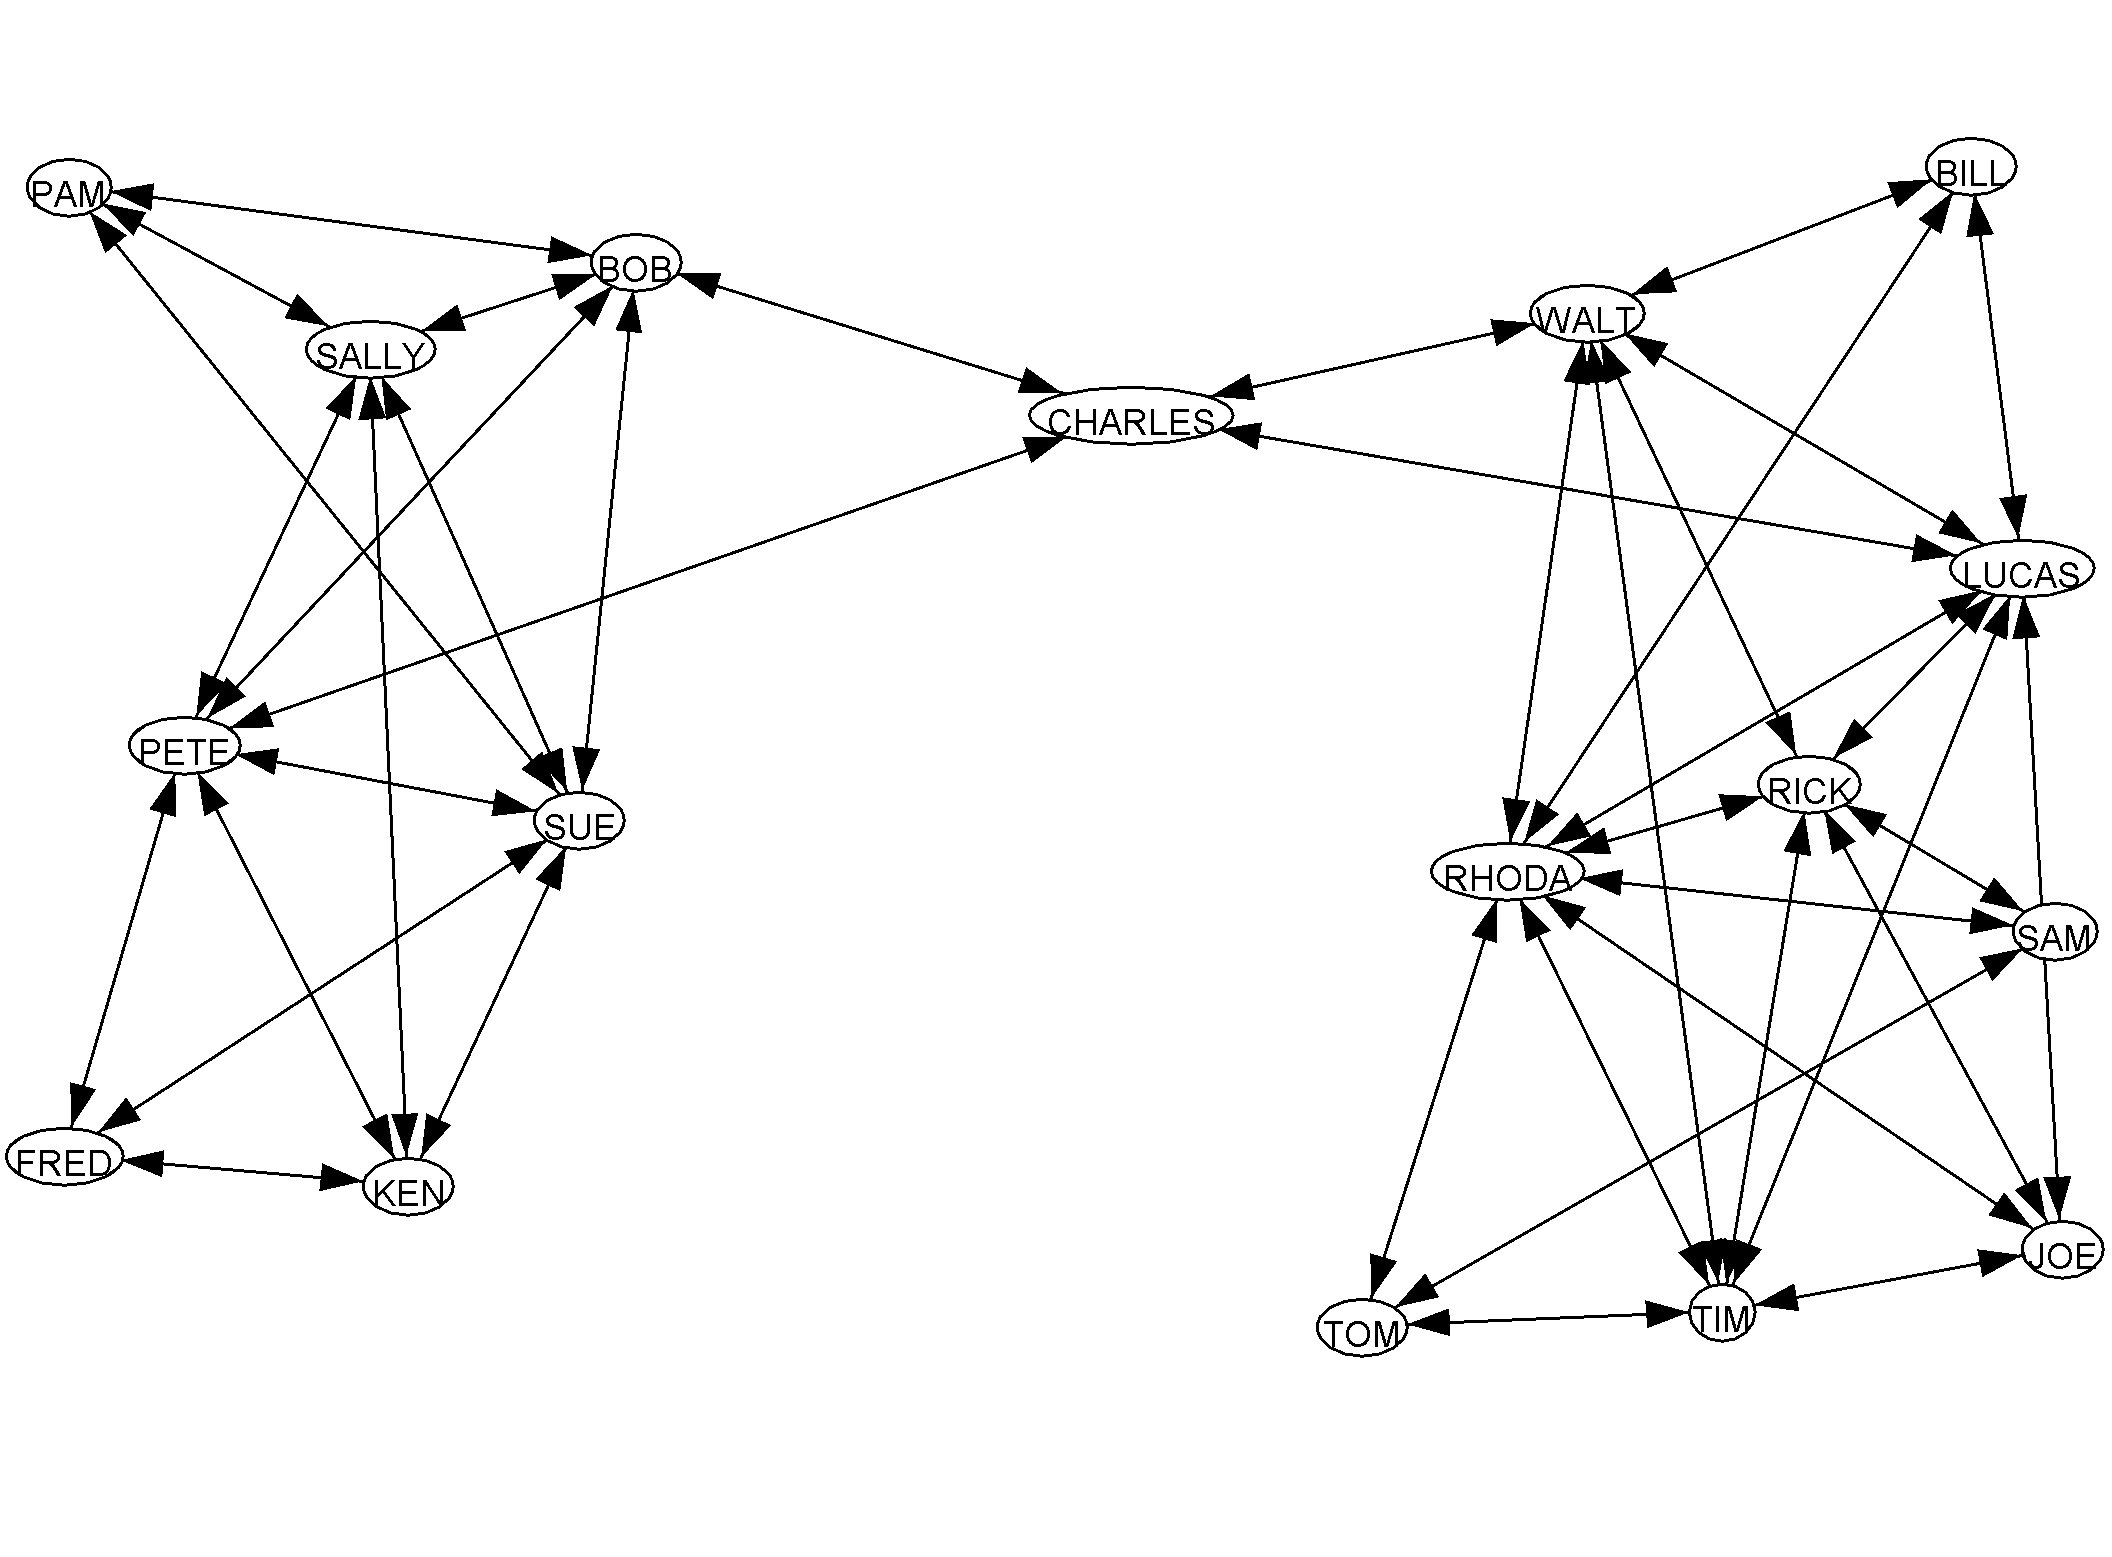 PAM
BILL
BOB
WALT
SALLY
CHARLES
LUCAS
PETE
RICK
SUE
RHODA
SAM
FRED
KEN
JOE
TOM
TIM